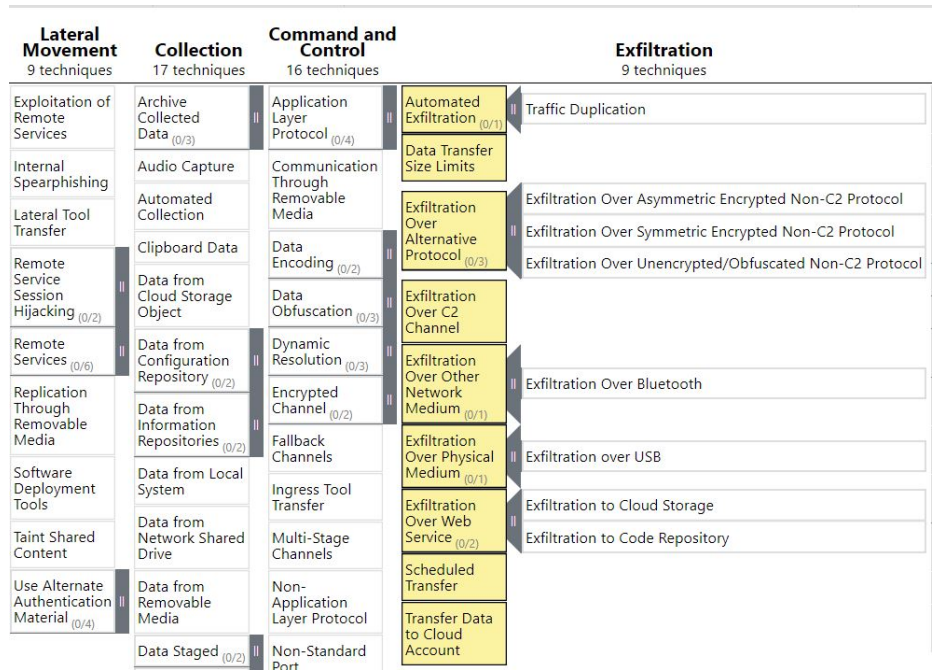 Lateral
Movement
9 techniques
Exploitation of
Remote
Services
Internal
Spearphishing
Lateral Tool
Transfer
Remote
Service
Session
Hijacking (0/2)
Remote
Services (0/6)
Replication
Through
Removable
Media
Software
Deployment
Tools
Taint Shared
Content
Use Alternate
Authentication
Material (0/4)
Collection
17 techniques
Archive
Collected
Data (0/3)
Audio Capture
Automated
Collection
Clipboard Data
Data from
Cloud Storage
Object
Data from
Configuration
Repository (0/2)
Data from
Information
Repositories (0/2)
Data from Local
System
Data from
Network Shared
Drive
Data from
Removable
Media
Data Staged (0/2)
Command and
Control
16 techniques
Application
Layer
Protocol (0/4)
Communication
Through
Removable
Media
Data
Encoding (0/2)
Data
Obfuscation (0/3)
Dynamic
Resolution (0/3)
Encrypted
Channel (0/2)
Fallback
Channels
Ingress Tool
Transfer
Multi-Stage
Channels
Non-
Application
Layer Protocol
Non-Standard
Port
Exfiltration
9 techniques
Automated
Exfiltration (0/1)
Traffic Duplication
Data Transfer
Size Limits
Exfiltration
Over
Alternative
Protocol (0/3)
Exfiltration Over Asymmetric Encrypted Non-C2 Protocol
Exfiltration Over Symmetric Encrypted Non-C2 Protocol
Exfiltration Over Unencrypted/Obfuscated Non-C2 Protocol
Exfiltration
Over C2
Channel
Exfiltration
Over Other
Network
Medium (0/1)
Exfiltration Over Bluetooth
Exfiltration
Over Physical
Medium (0/1)
Exfiltration over USB
Exfiltration
Over Web
Service (0/2)
Exfiltration to Cloud Storage
Exfiltration to Code Repository
Scheduled
Transfer
Transfer Data
to Cloud
Account